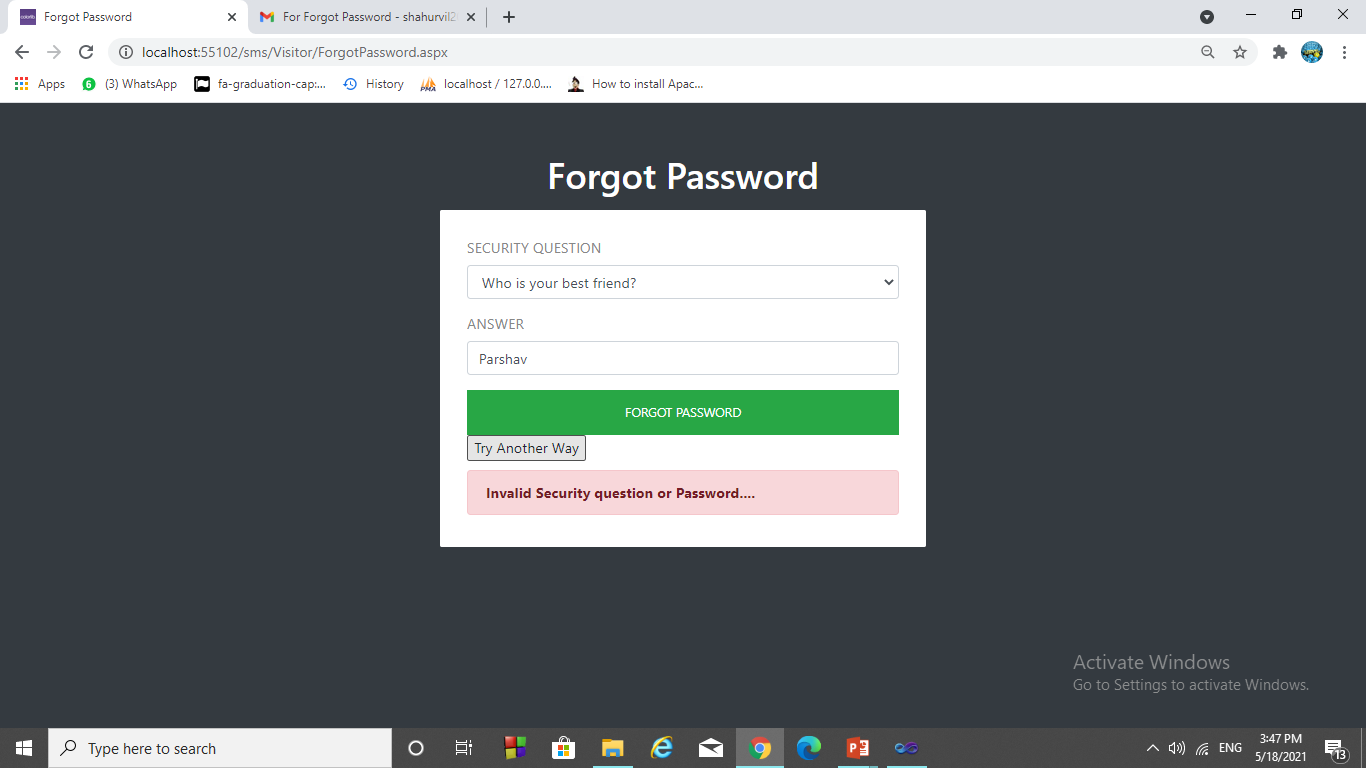 Forgot Password
For Forgot Password - shahurvil2
localhost:55102/sms/Visitor/ForgotPassword.aspx
Apps
6
(3) WhatsApp
fa-graduation-cap:...
History
PMA
localhost / 127.0.0....
How to install Apac...
Forgot Password
SECURITY QUESTION
Who is your best friend?
ANSWER
Parshav
FORGOT PASSWORD
Try Another Way
Invalid Security question or Password....
Activate Windows
Go to Settings to activate Windows.
Type here to search
ENG
3:47 PM
5/18/2021
13